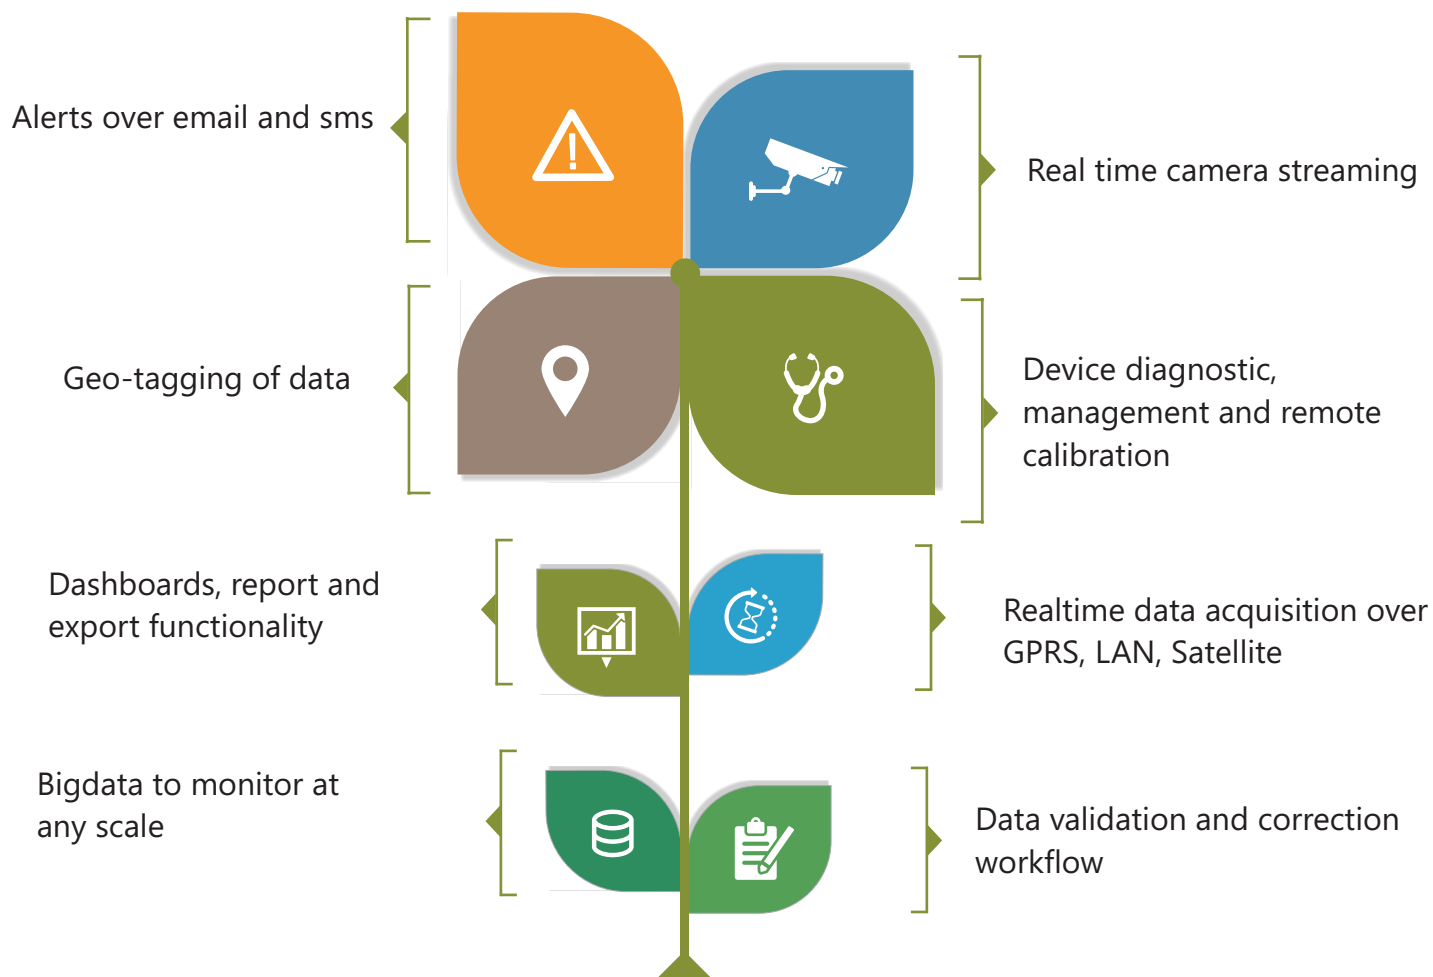 Alerts over email and sms
Real time camera streaming
Geo-tagging of data
Device diagnostic,
management and remote
calibration
Dashboards, report and
export functionality
Realtime data acquisition over
GPRS, LAN, Satellite
Bigdata to monitor at
any scale
Data validation and correction
workflow